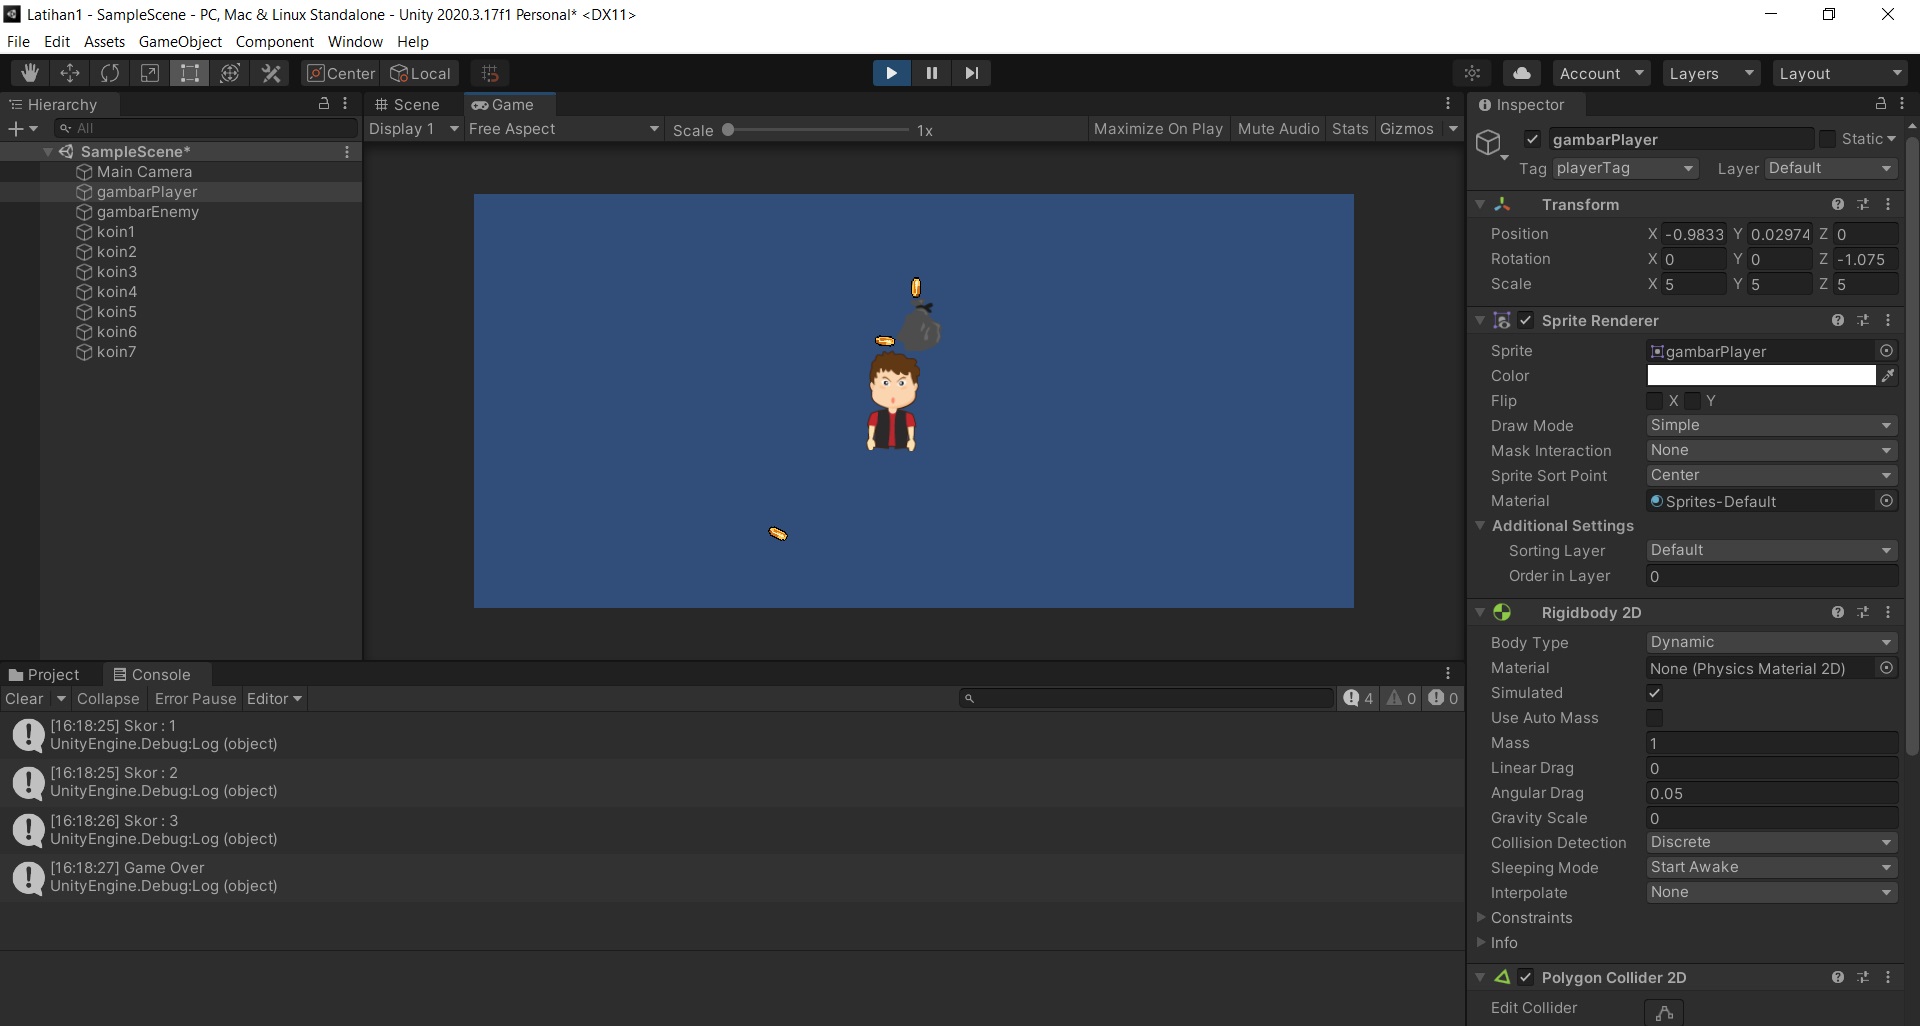 Latihan1 - SampleScene - PC, Mac & Linux Standalone - Unity 2020.3.17f1 Personal* <DX11>
File Edit Assets GameObject Component Window Help
Center Local Account Layers Layout
Hierarchy
All
SampleScene*
Main Camera
gambarPlayer
gambarEnemy
koin1
koin2
koin3
koin4
koin5
koin6
koin7
Scene Game
Display 1 Free Aspect Scale 1x Maximize On Play Mute Audio Stats Gizmos
Project Console
Clear Collapse Error Pause Editor 4 0 0
[16:18:25] Skor : 1
UnityEngine.Debug:Log (object)
[16:18:25] Skor : 2
UnityEngine.Debug:Log (object)
[16:18:26] Skor : 3
UnityEngine.Debug:Log (object)
[16:18:27] Game Over
UnityEngine.Debug:Log (object)
Inspector
gambarPlayer Static
Tag playerTag Layer Default
Transform
Position X -0.9833 Y 0.02974 Z 0
Rotation X 0 Y 0 Z -1.075
Scale X 5 Y 5 Z 5
Sprite Renderer
Sprite gambarPlayer
Color
Flip X Y
Draw Mode Simple
Mask Interaction None
Sprite Sort Point Center
Material Sprites-Default
Additional Settings
Sorting Layer Default
Order in Layer 0
Rigidbody 2D
Body Type Dynamic
Material None (Physics Material 2D)
Simulated
Use Auto Mass
Mass 1
Linear Drag 0
Angular Drag 0.05
Gravity Scale 0
Collision Detection Discrete
Sleeping Mode Start Awake
Interpolate None
Constraints
Info
Polygon Collider 2D
Edit Collider